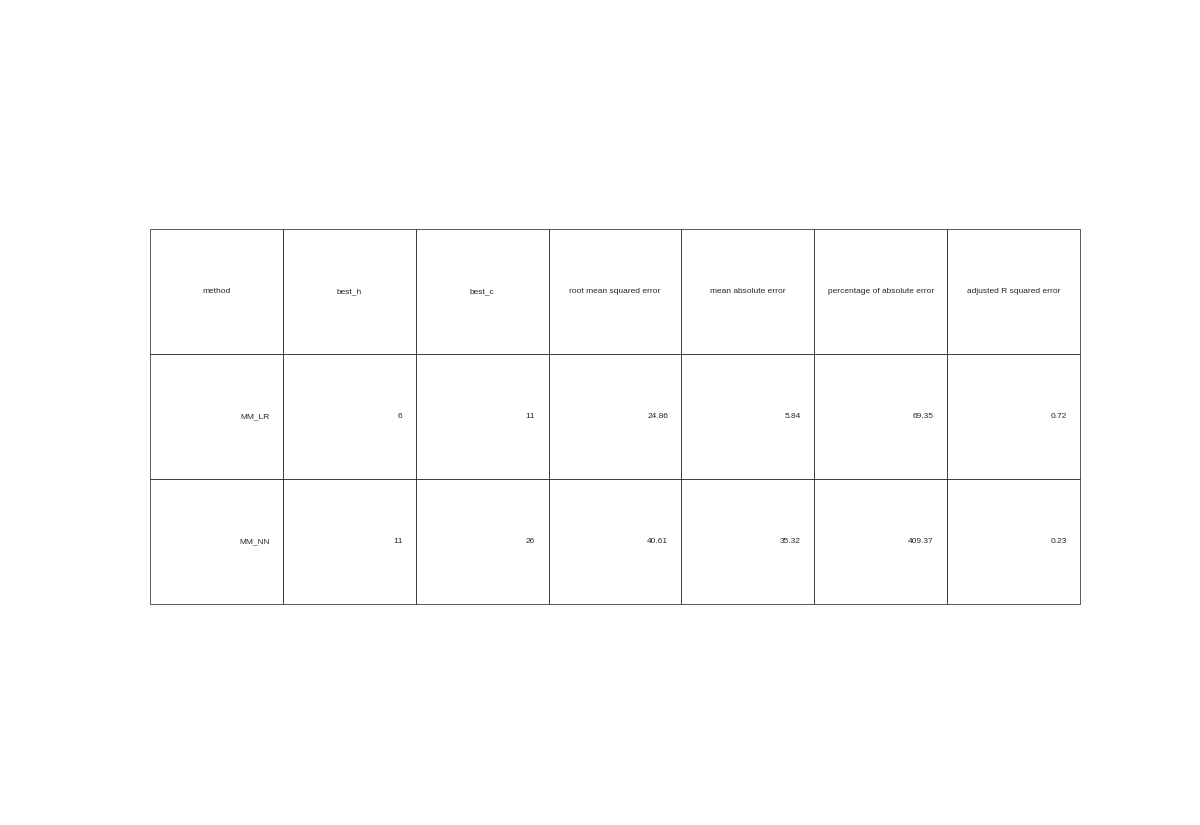 method best_h best_c root mean squared error mean absolute error percentage of absolute error adjusted R squared error
MM_LR 6 11 24.86 5.84 69.35 0.72
MM_NN 11 26 40.61 35.32 409.37 0.23